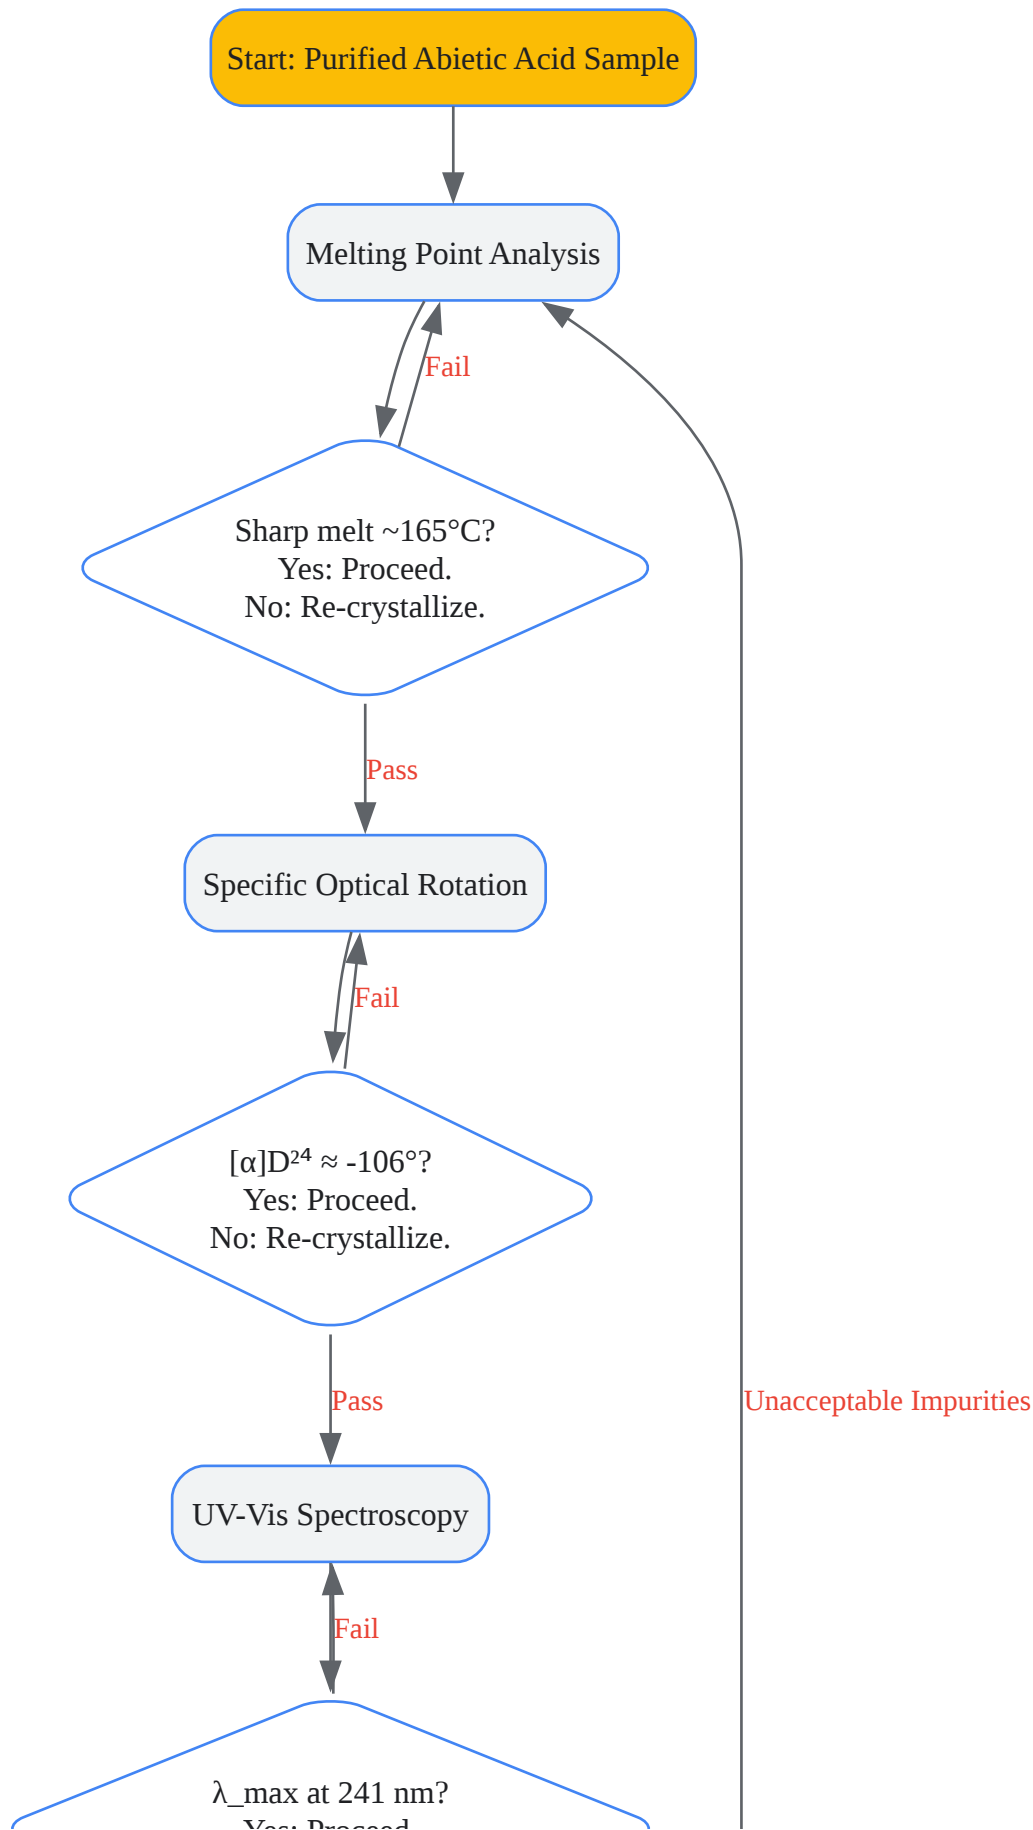 Start: Purified Abietic Acid Sample
Melting Point Analysis
Fail
Sharp melt ~165°C?
Yes: Proceed.
No: Re-crystallize.
Pass
Specific Optical Rotation
Fail
[α]D²⁴ ≈ -106°?
Yes: Proceed.
No: Re-crystallize.
Pass
Unacceptable Impurities
UV-Vis Spectroscopy
Fail
λ_max at 241 nm?
Yes: Proceed.